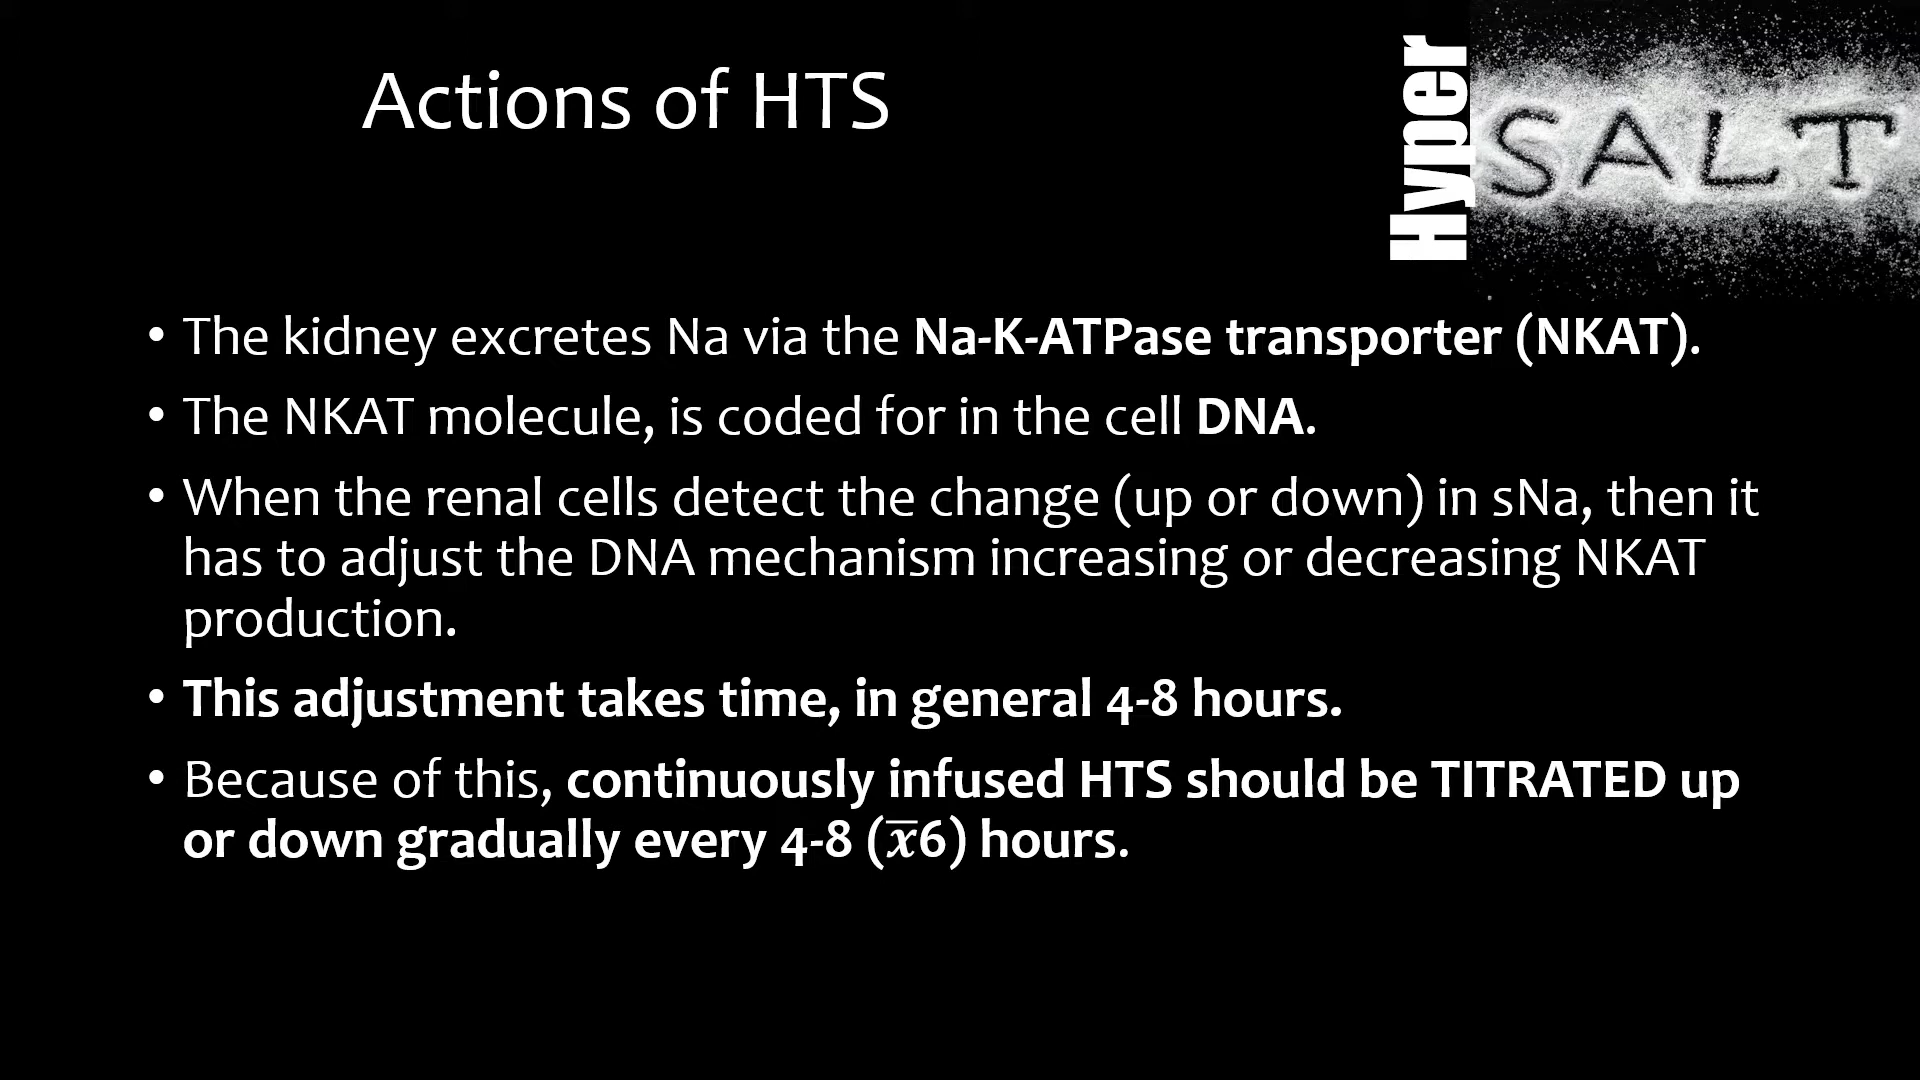 Actions of HTS
Hyper
SALT
• The kidney excretes Na via the Na-K-ATPase transporter (NKAT).
• The NKAT molecule, is coded for in the cell DNA.
• When the renal cells detect the change (up or down) in sNa, then it
has to adjust the DNA mechanism increasing or decreasing NKAT
production.
• This adjustment takes time, in general 4-8 hours.
• Because of this, continuously infused HTS should be TITRATED up
or down gradually every 4-8 (x̅6) hours.